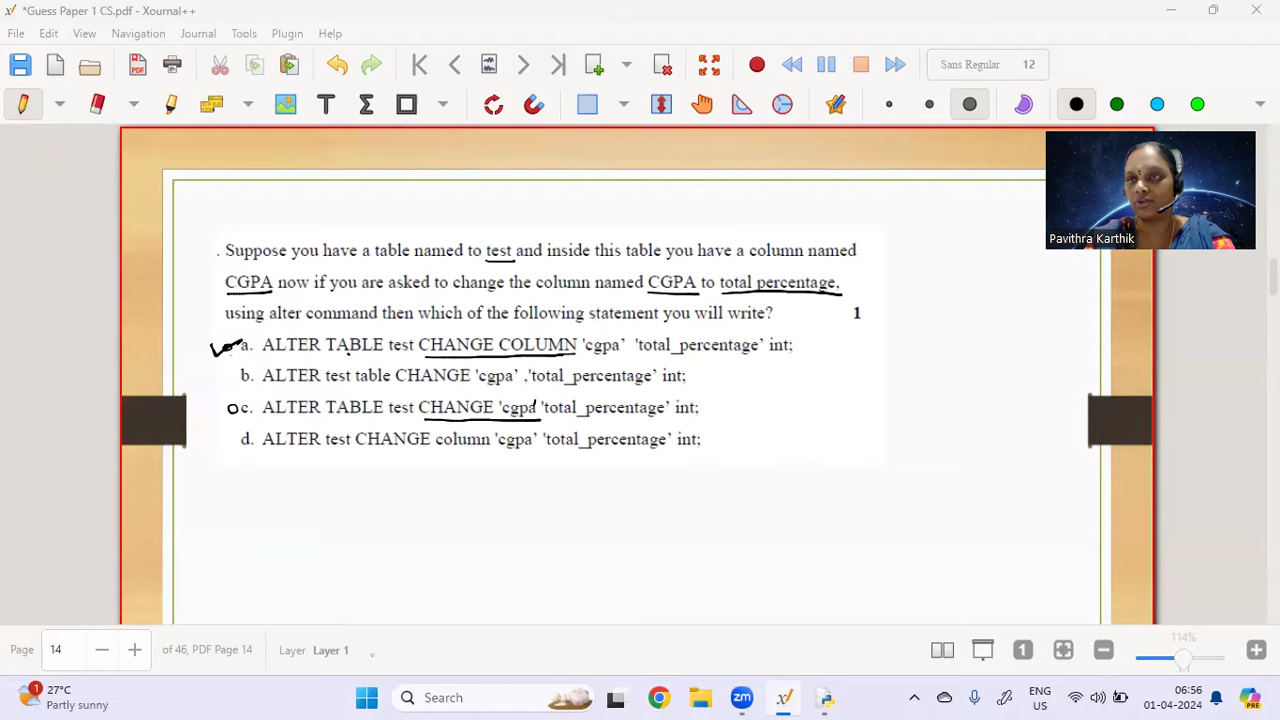 *Guess Paper 1 CS.pdf - Xournal++
File Edit View Navigation Journal Tools Plugin Help
Sans Regular 12
Pavithra Karthik
. Suppose you have a table named to test and inside this table you have a column named
CGPA now if you are asked to change the column named CGPA to total percentage,
using alter command then which of the following statement you will write? 1
a. ALTER TABLE test CHANGE COLUMN 'cgpa' 'total_percentage' int;
b. ALTER test table CHANGE 'cgpa' ,'total_percentage' int;
c. ALTER TABLE test CHANGE 'cgpa' 'total_percentage' int;
d. ALTER test CHANGE column 'cgpa' 'total_percentage' int;
Page 14 of 46, PDF Page 14 Layer Layer 1 114%
1
27°C
Partly sunny
Search
ENG
US
06:56
01-04-2024